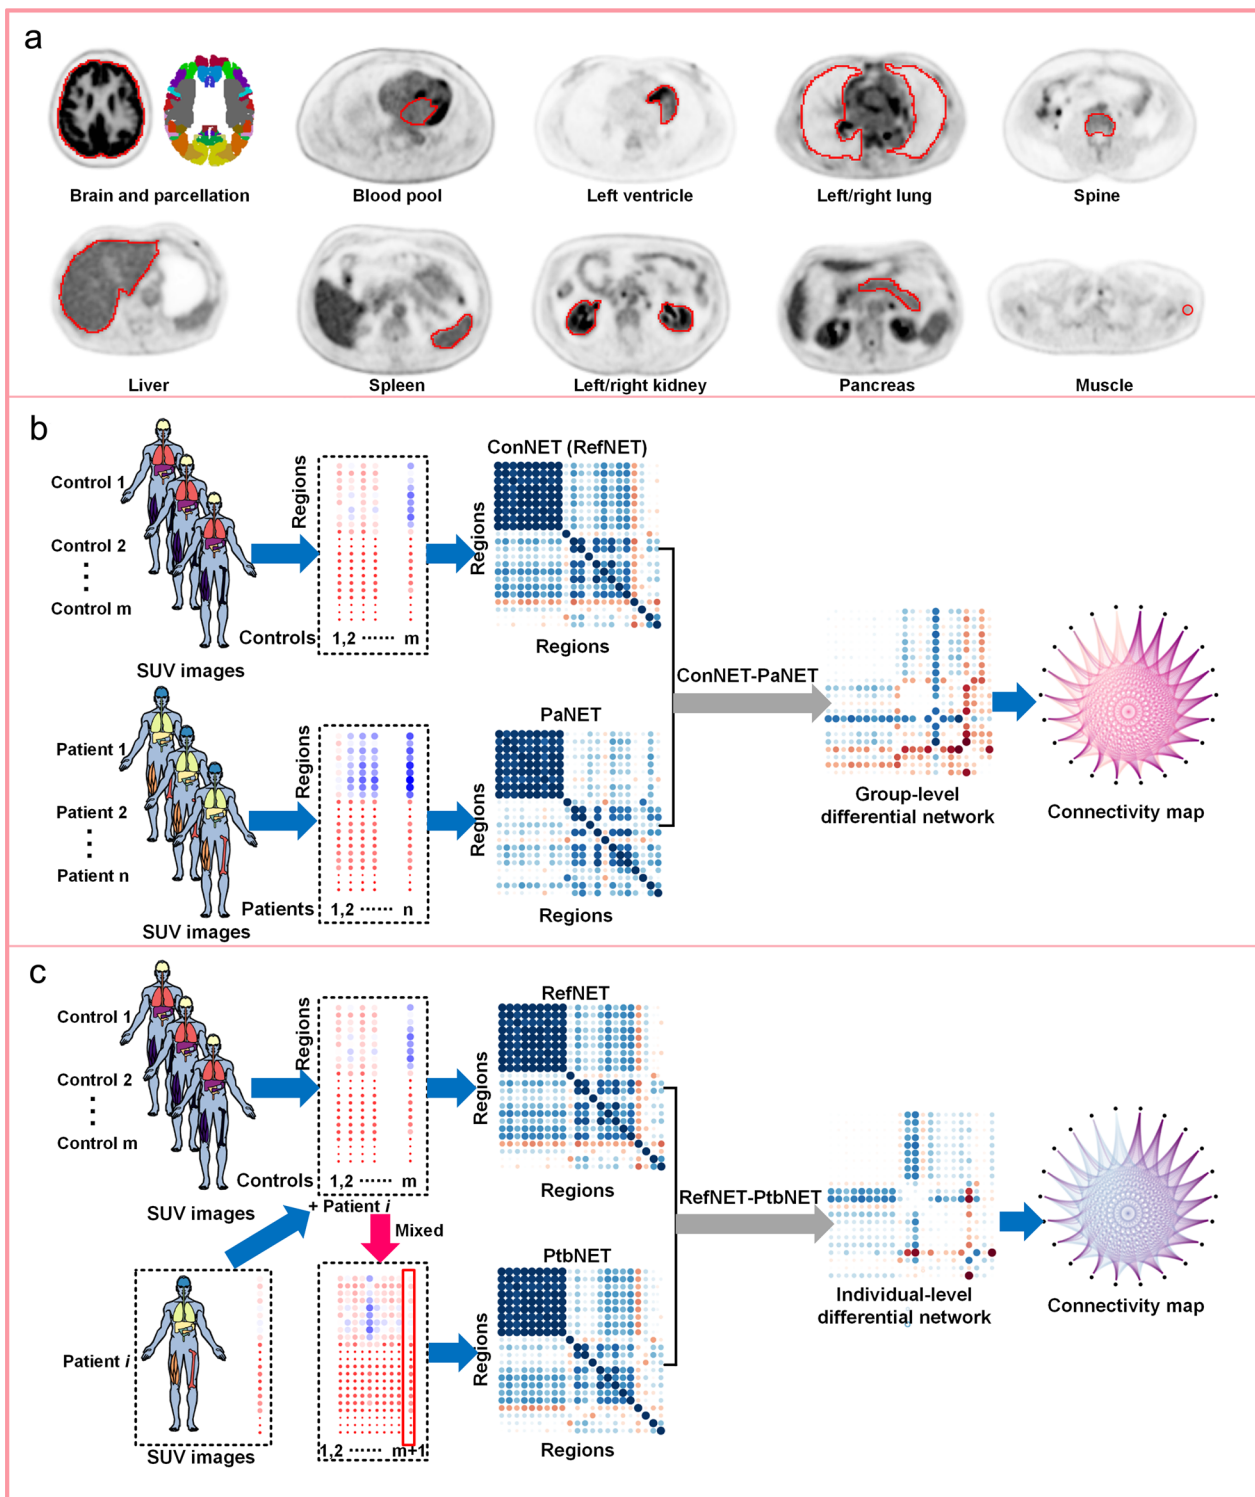 a
Brain and parcellation
Blood pool
Left ventricle
Left/right lung
Spine
Liver
Spleen
Left/right kidney
Pancreas
Muscle
b
Control 1
Control 2
Control m
SUV images
Regions
Controls 1,2 ...... m
ConNET (RefNET)
Regions
Regions
Patient 1
Patient 2
Patient n
SUV images
Regions
Patients 1,2 ...... n
PaNET
Regions
Regions
ConNET-PaNET
Group-level
differential network
Connectivity map
c
Control 1
Control 2
Control m
SUV images
Regions
Controls 1,2 ...... m
+ Patient i
Mixed
RefNET
Regions
Regions
Patient i
SUV images
1,2 ...... m+1
PtbNET
Regions
Regions
RefNET-PtbNET
Individual-level
differential network
Connectivity map